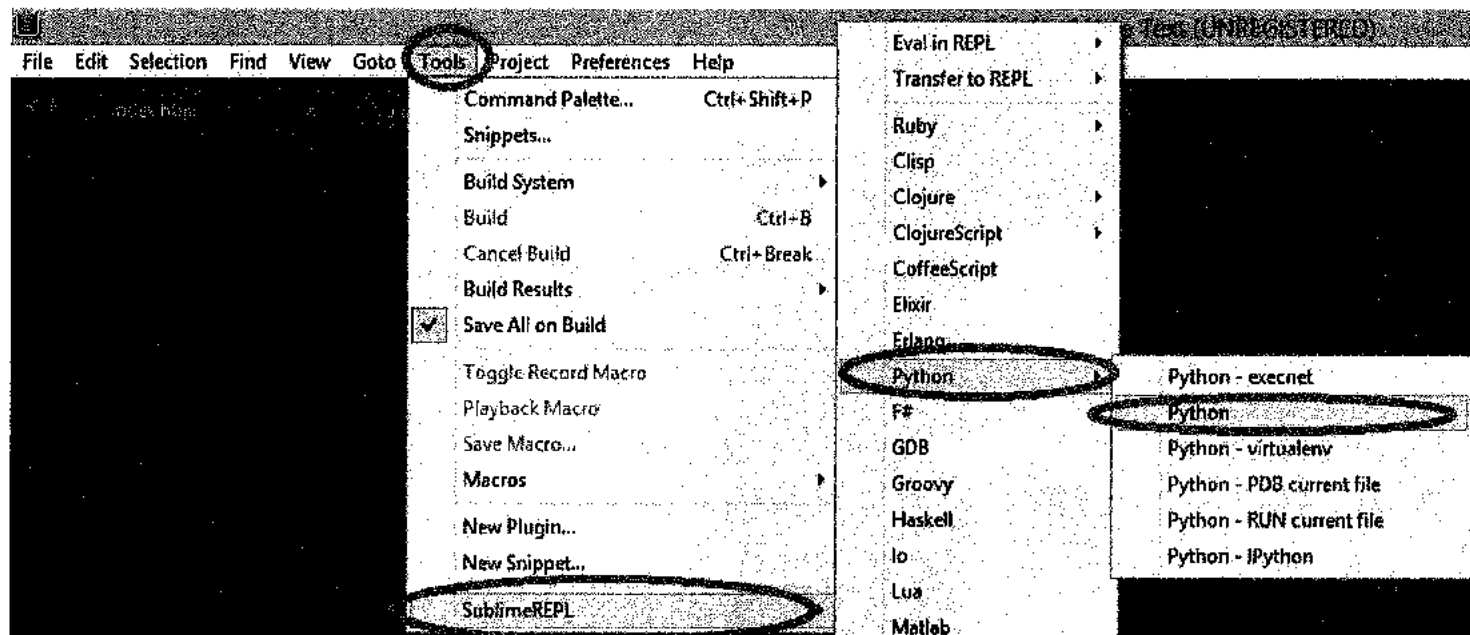 Text (UNREGISTERED)
File Edit Selection Find View Goto Tools Project Preferences Help
index.html
Command Palette... Ctrl+Shift+P
Snippets...
Build System
Build Ctrl+B
Cancel Build Ctrl+Break
Build Results
Save All on Build
Toggle Record Macro
Playback Macro
Save Macro...
Macros
New Plugin...
New Snippet...
SublimeREPL
Eval in REPL
Transfer to REPL
Ruby
Clisp
Clojure
ClojureScript
CoffeeScript
Elixir
Erlang
Python
F#
GDB
Groovy
Haskell
Io
Lua
Matlab
Python - execnet
Python
Python - virtualenv
Python - PDB current file
Python - RUN current file
Python - IPython